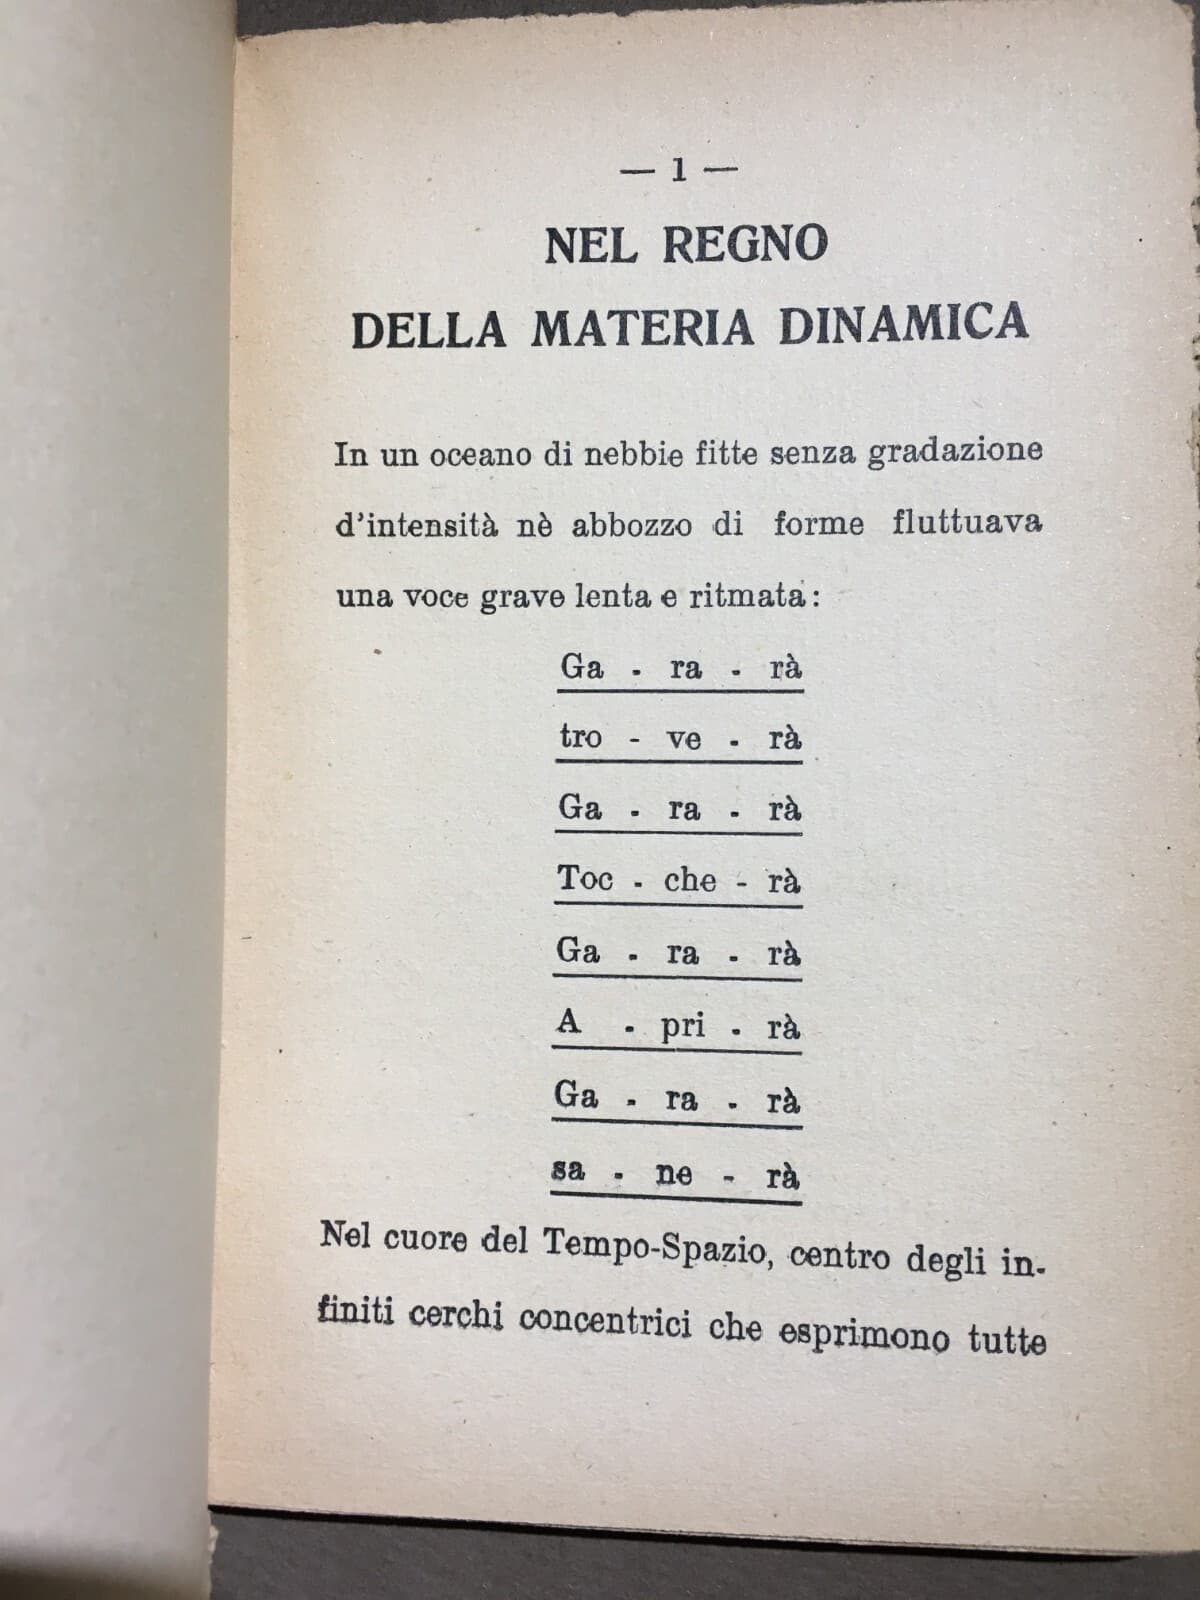 — 1 —
NEL REGNO
DELLA MATERIA DINAMICA
In un oceano di nebbie fitte senza gradazione
d'intensità nè abbozzo di forme fluttuava
una voce grave lenta e ritmata:
Ga - ra - rà
tro - ve - rà
Ga - ra - rà
Toc - che - rà
Ga - ra - rà
A - pri - rà
Ga - ra - rà
sa - ne - rà
Nel cuore del Tempo-Spazio, centro degli in-
finiti cerchi concentrici che esprimono tutte